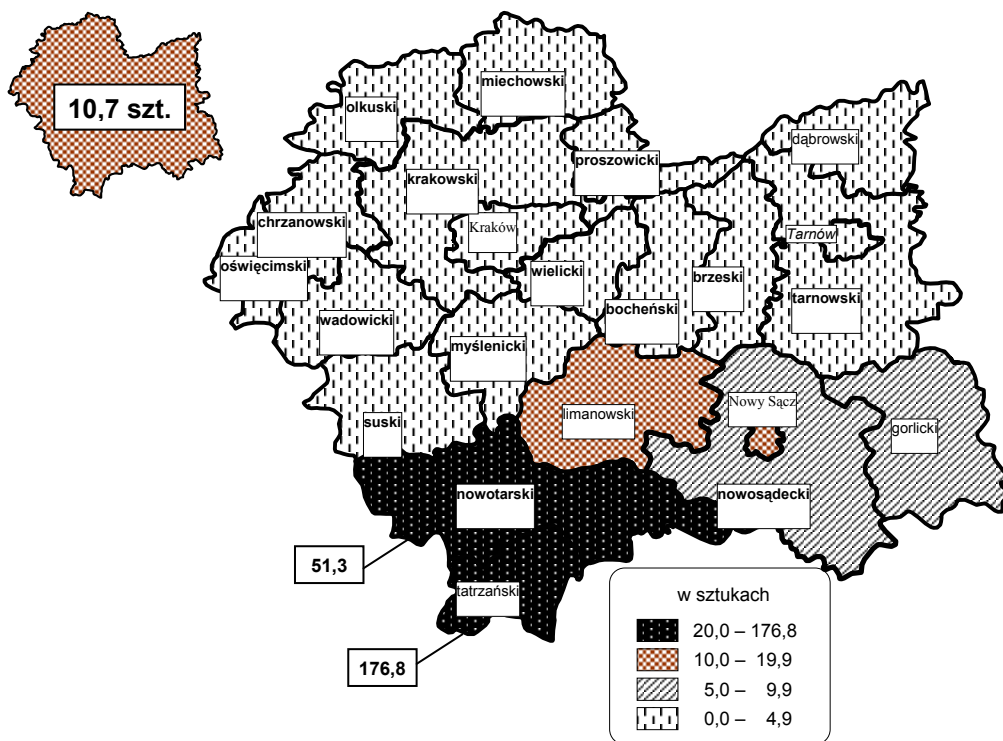 10,7 szt.
miechowski
olkuski
dąbrowski
proszowicki
krakowski
chrzanowski
Kraków
Tarnów
oświęcimski
wielicki
brzeski
tarnowski
bocheński
wadowicki
myślenicki
Nowy Sącz
limanowski
suski
gorlicki
nowotarski
nowosądecki
51,3
tatrzański
176,8
w sztukach
20,0 – 176,8
10,0 – 19,9
5,0 – 9,9
0,0 – 4,9